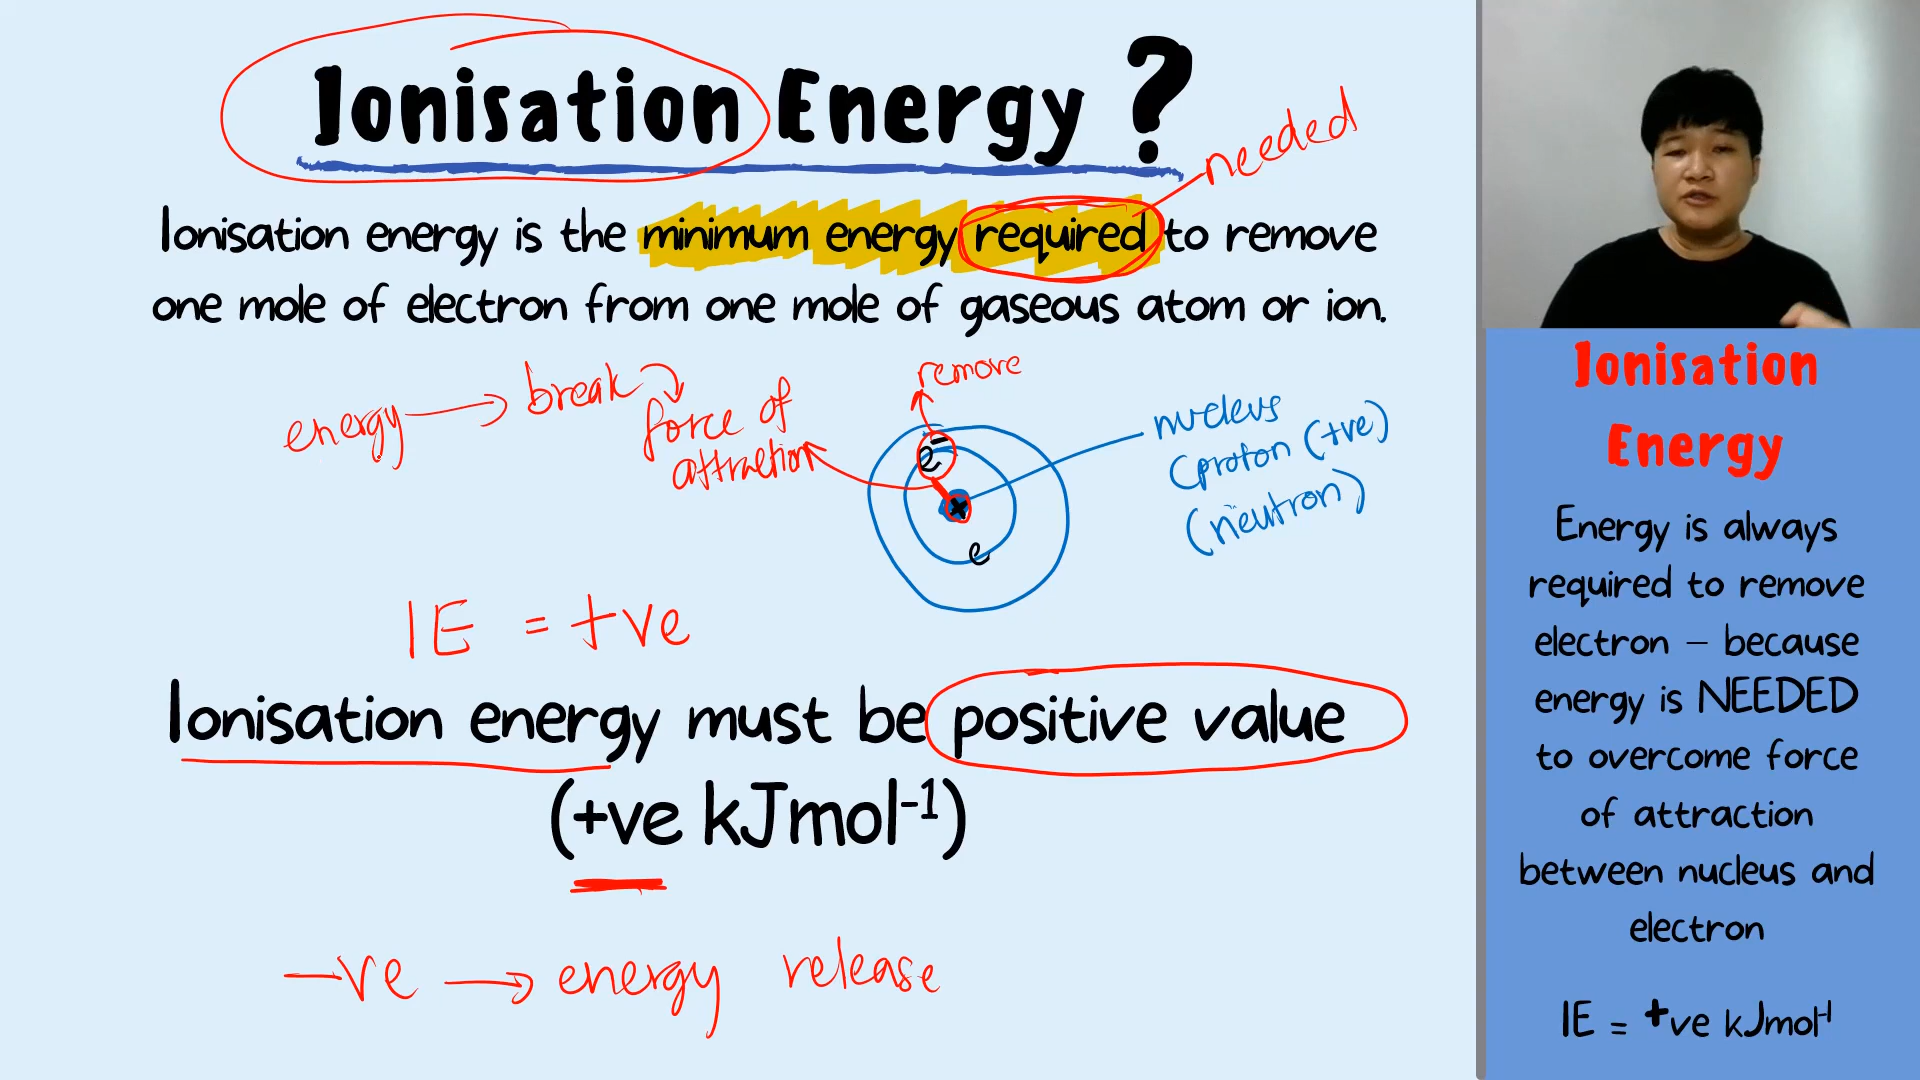 Ionisation Energy ?
needed
Ionisation energy is the minimum energy required to remove
one mole of electron from one mole of gaseous atom or ion.
energy → break
force of
attraction
remove
e⁻
e
nucleus
(proton (+ve)
(neutron)
IE = +ve
Ionisation energy must be positive value
(+ve kJmol⁻¹)
-ve → energy release
Ionisation
Energy
Energy is always
required to remove
electron – because
energy is NEEDED
to overcome force
of attraction
between nucleus and
electron
IE = +ve kJmol⁻¹